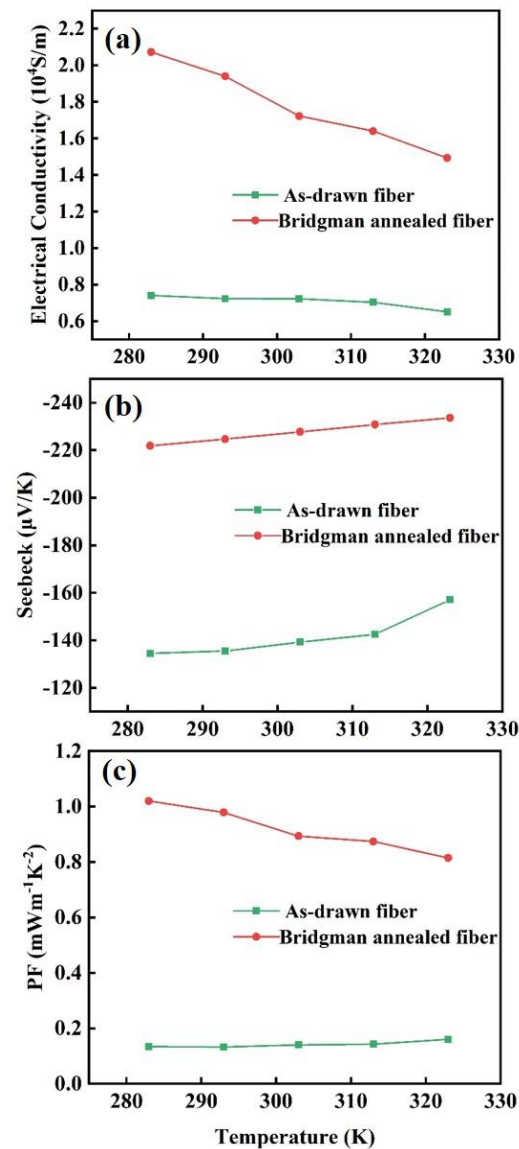 (a)
Electrical Conductivity (10⁴S/m)
2.2
2.0
1.8
1.6
1.4
1.2
1.0
0.8
0.6
As-drawn fiber
Bridgman annealed fiber
280 290 300 310 320 330
(b)
Seebeck (μV/K)
-240
-220
-200
-180
-160
-140
-120
As-drawn fiber
Bridgman annealed fiber
280 290 300 310 320 330
(c)
PF (mWm⁻¹K⁻²)
1.2
1.0
0.8
0.6
0.4
0.2
0.0
As-drawn fiber
Bridgman annealed fiber
280 290 300 310 320 330
Temperature (K)